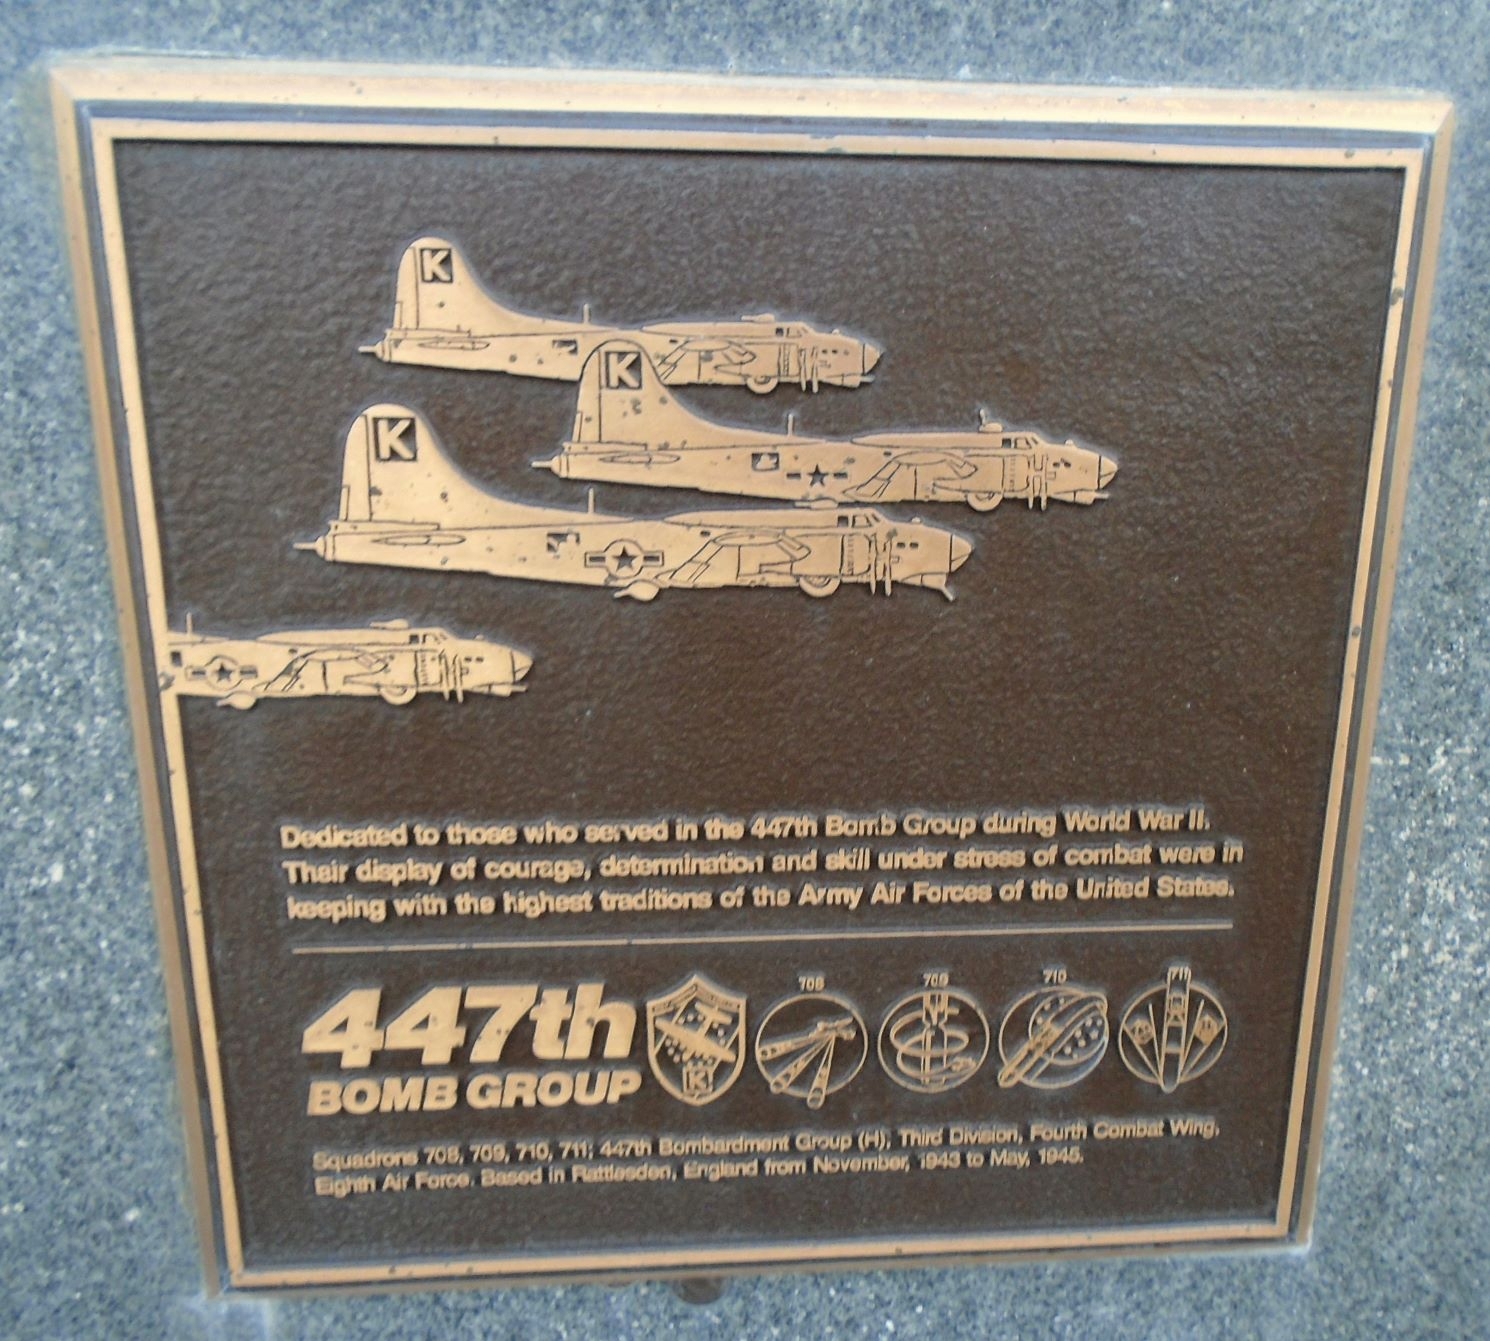 K
K
K
Dedicated to those who served in the 447th Bomb Group during World War II.
Their display of courage, determination and skill under stress of combat were in
keeping with the highest traditions of the Army Air Forces of the United States.
447th
BOMB GROUP
K
708
709
710
711
Squadrons 708, 709, 710, 711; 447th Bombardment Group (H), Third Division, Fourth Combat Wing,
Eighth Air Force. Based in Rattlesden, England from November, 1943 to May, 1945.